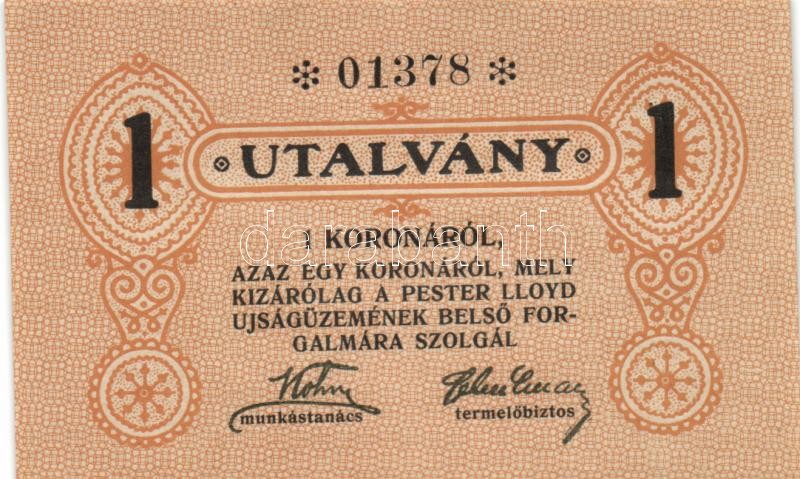 * 01378 *
1 UTALVÁNY 1
1 KORONÁRÓL,
AZAZ EGY KORONÁRÓL, MELY
KIZÁRÓLAG A PESTER LLOYD
UJSÁGÜZEMÉNEK BELSŐ FOR-
GALMÁRA SZOLGÁL
munkástanács
termelőbiztos
darabanth